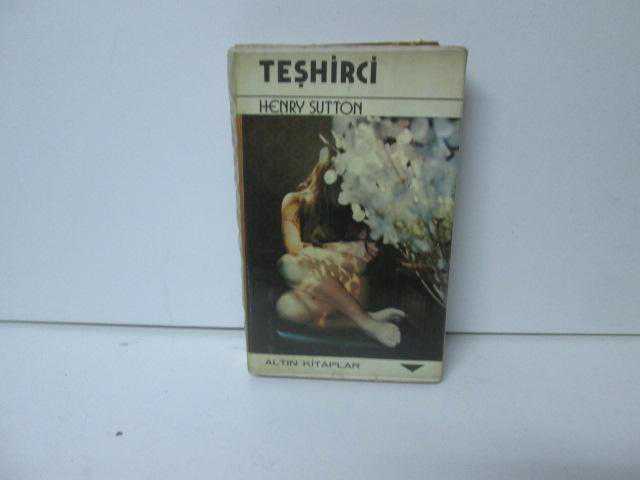 TEŞHİRCİ
HENRY SUTTON
ALTIN KİTAPLAR